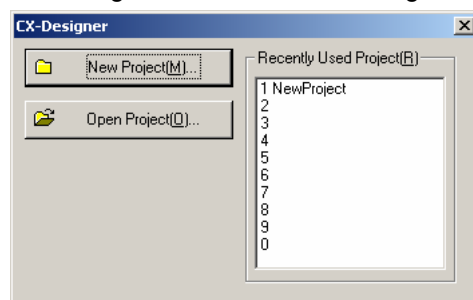 CX-Designer
New Project(M)...
Open Project(O)...
Recently Used Project(R)
1 NewProject
2
3
4
5
6
7
8
9
0